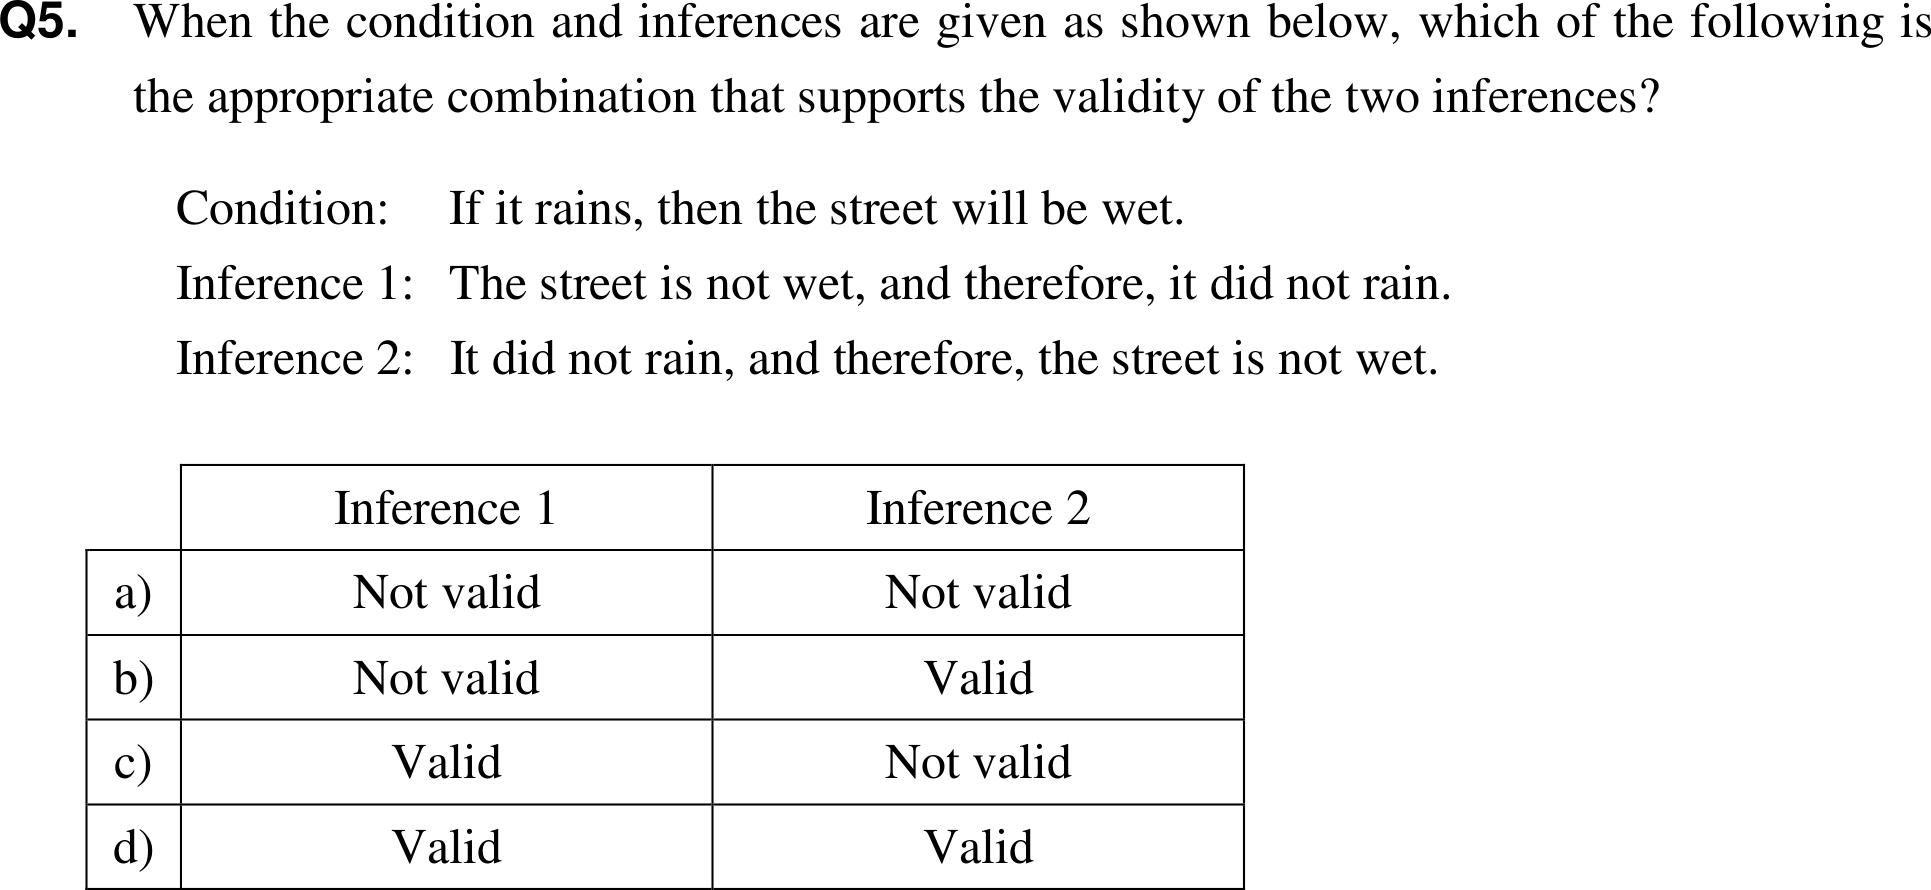 Q5. When the condition and inferences are given as shown below, which of the following is
the appropriate combination that supports the validity of the two inferences?
Condition: If it rains, then the street will be wet.
Inference 1: The street is not wet, and therefore, it did not rain.
Inference 2: It did not rain, and therefore, the street is not wet.
Inference 1 Inference 2
a) Not valid Not valid
b) Not valid Valid
c) Valid Not valid
d) Valid Valid